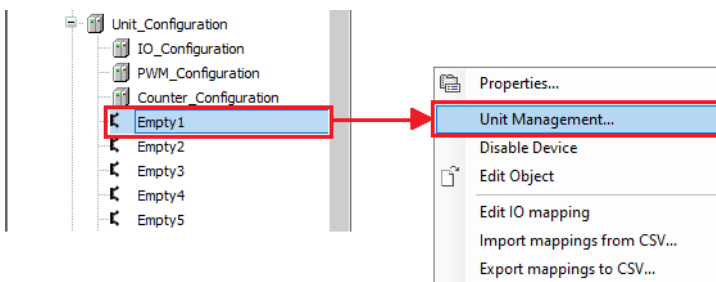 Unit_Configuration
IO_Configuration
PWM_Configuration
Counter_Configuration
Empty1
Empty2
Empty3
Empty4
Empty5
Properties...
Unit Management...
Disable Device
Edit Object
Edit IO mapping
Import mappings from CSV...
Export mappings to CSV...